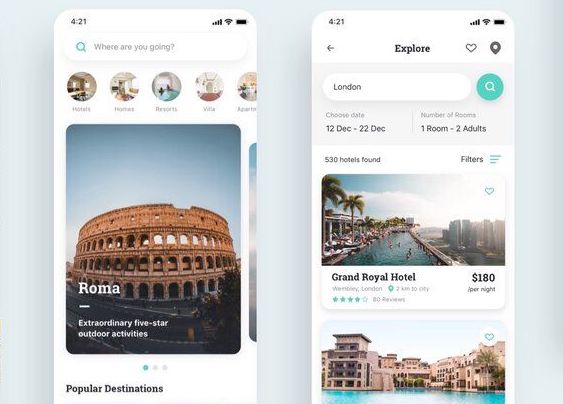 4:21
Where are you going?
Hotels
Homes
Resorts
Villa
Apartm
Roma
Extraordinary five-star
outdoor activities
Popular Destinations
4:21
Explore
London
Choose date
12 Dec - 22 Dec
Number of Rooms
1 Room - 2 Adults
530 hotels found
Filters
Grand Royal Hotel
$180
Wembley, London
2 km to city
/per night
80 Reviews